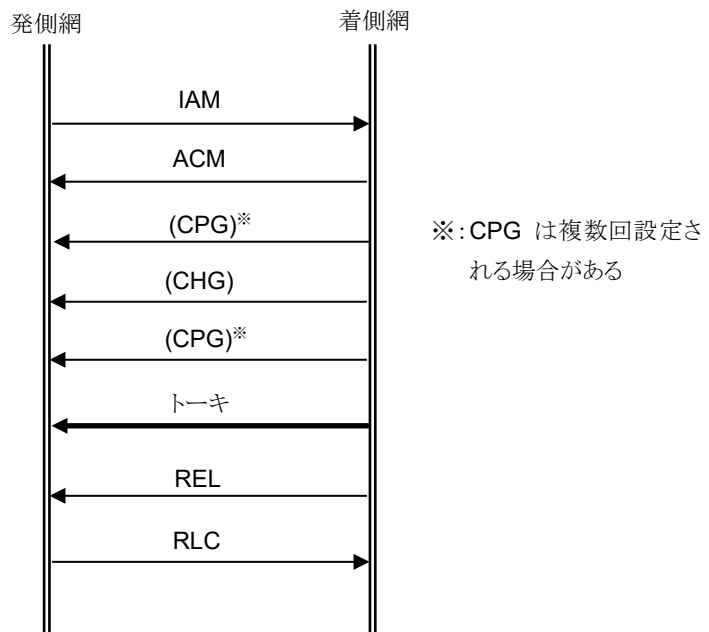 発側網
着側網
IAM
ACM
(CPG)※
※:CPG は複数回設定さ
れる場合がある
(CHG)
(CPG)※
トーキ
REL
RLC